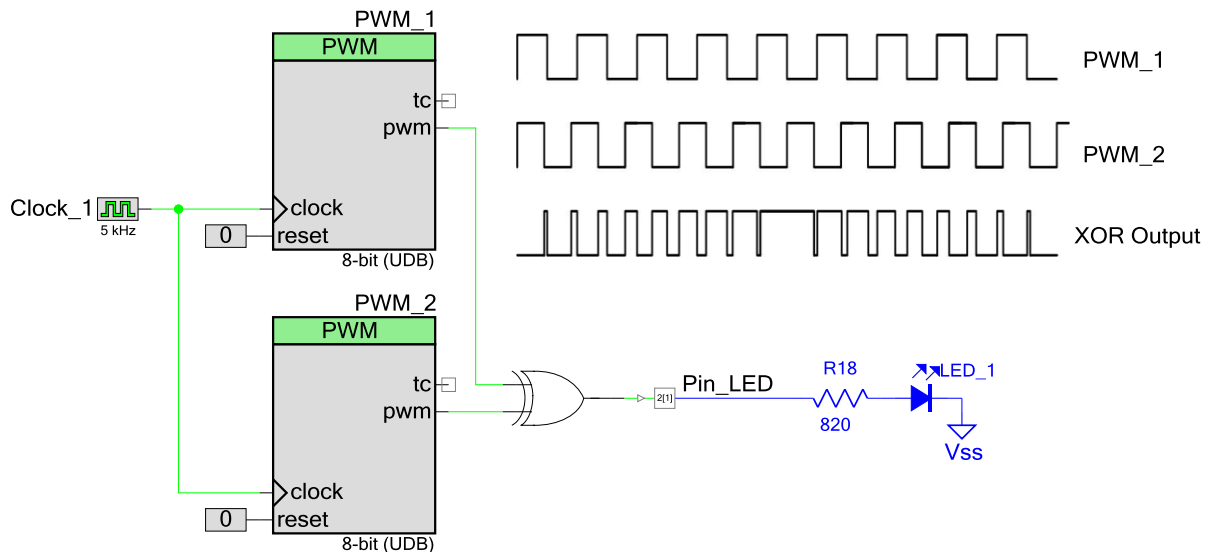 PWM_1
PWM
tc
pwm
clock
0
reset
8-bit (UDB)
Clock_1
5 kHz
PWM_2
PWM
tc
pwm
clock
0
reset
8-bit (UDB)
PWM_1
PWM_2
XOR Output
2[1]
Pin_LED
R18
820
LED_1
Vss